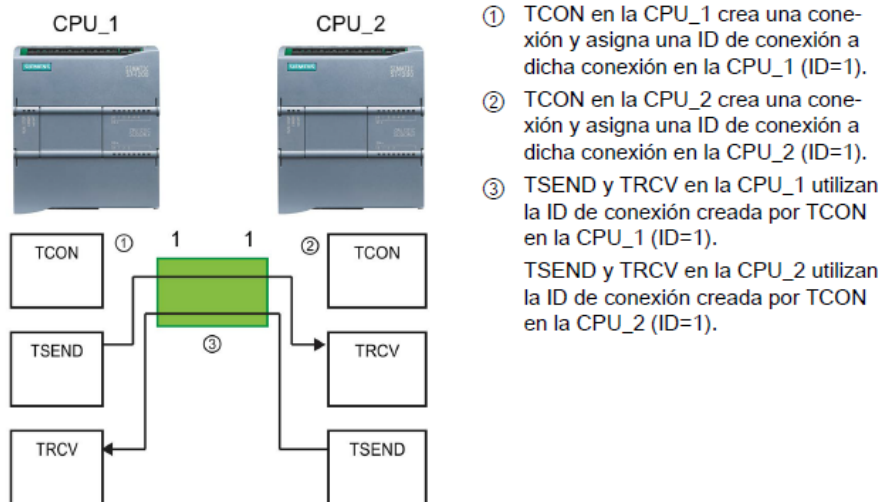 CPU_1
CPU_2
SIEMENS
SIEMENS
TCON
①
1
1
②
TCON
TSEND
③
TRCV
TRCV
TSEND
① TCON en la CPU_1 crea una cone-
xión y asigna una ID de conexión a
dicha conexión en la CPU_1 (ID=1).
② TCON en la CPU_2 crea una cone-
xión y asigna una ID de conexión a
dicha conexión en la CPU_2 (ID=1).
③ TSEND y TRCV en la CPU_1 utilizan
la ID de conexión creada por TCON
en la CPU_1 (ID=1).
TSEND y TRCV en la CPU_2 utilizan
la ID de conexión creada por TCON
en la CPU_2 (ID=1).